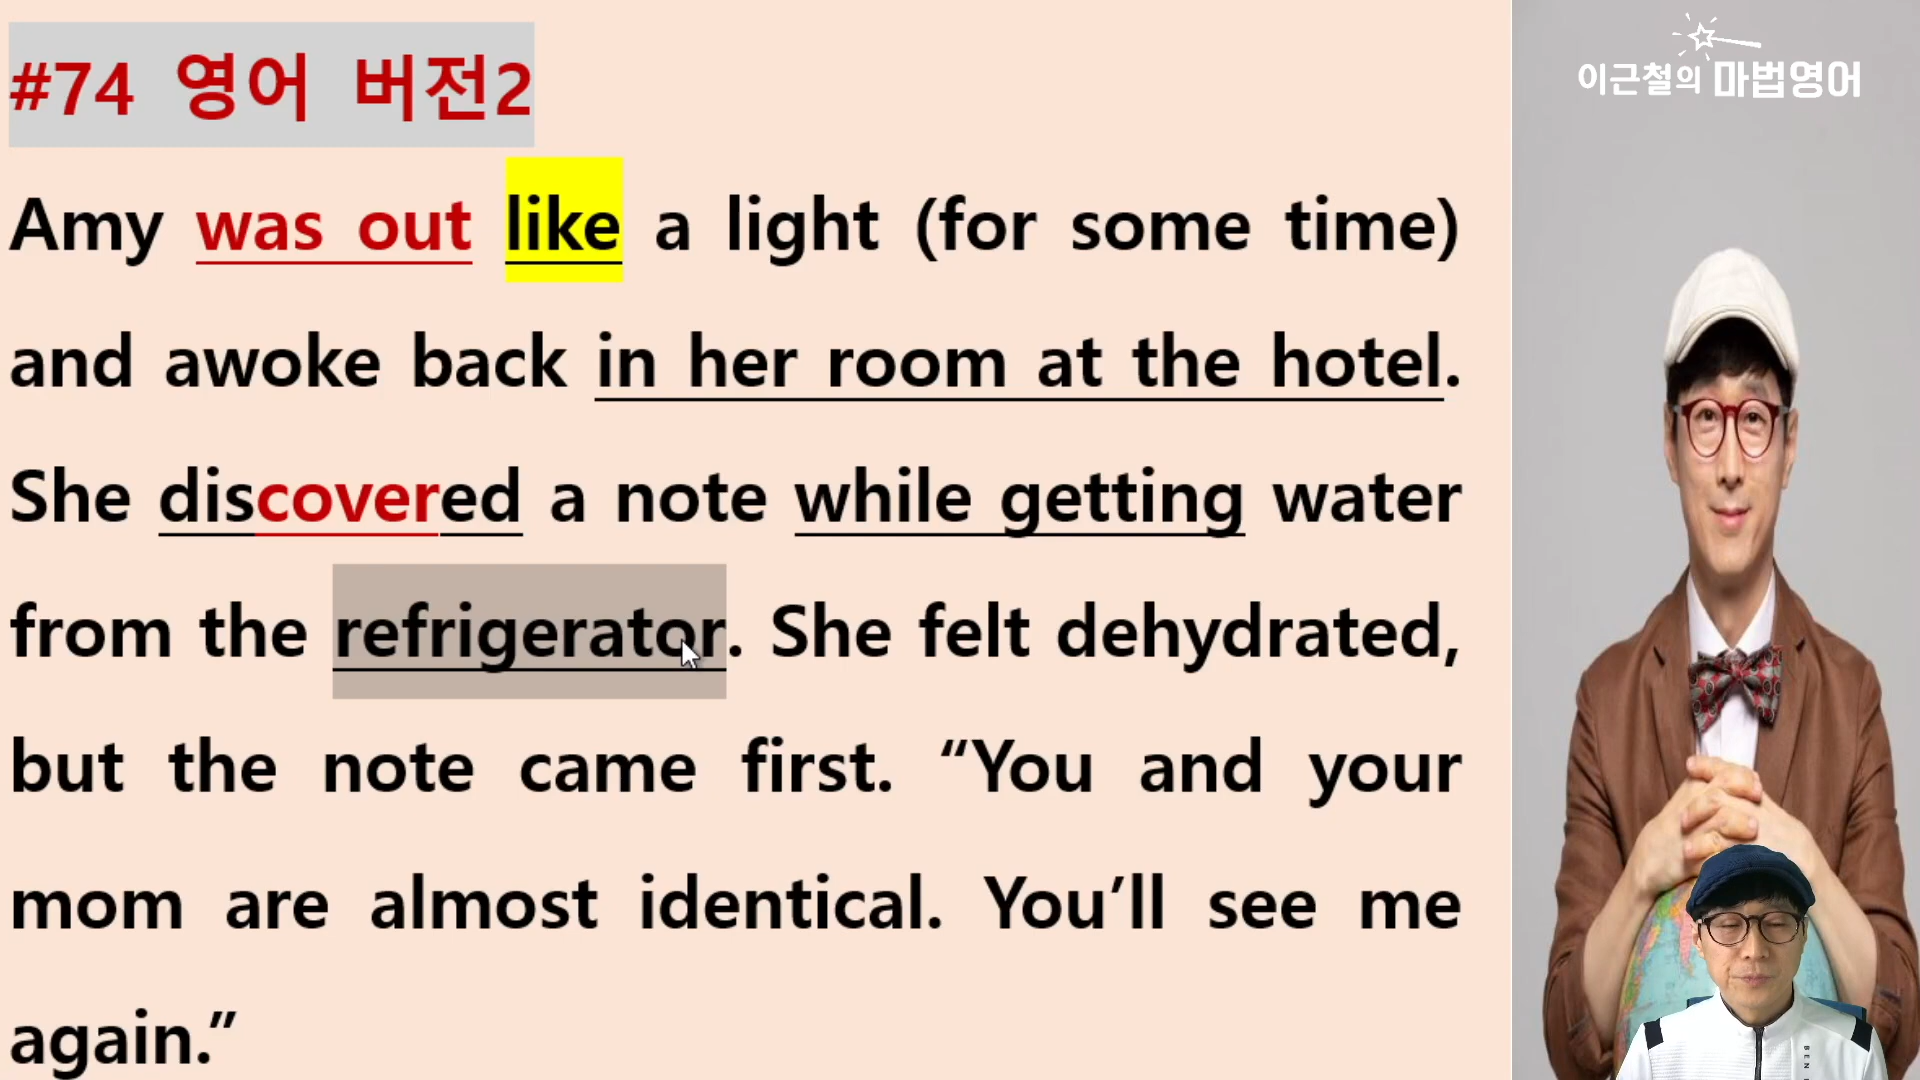 #74 영어 버전2
이근철의 마법영어
Amy was out like a light (for some time)
and awoke back in her room at the hotel.
She discovered a note while getting water
from the refrigerator. She felt dehydrated,
but the note came first. “You and your
mom are almost identical. You’ll see me
again.”
BEN